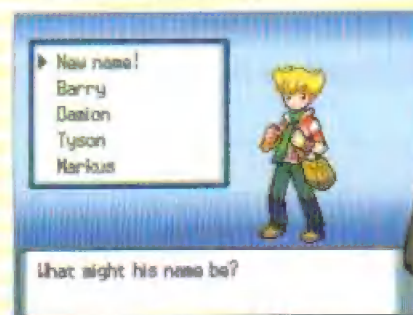 New name!
Barry
Damion
Tyson
Markus
What might his name be?